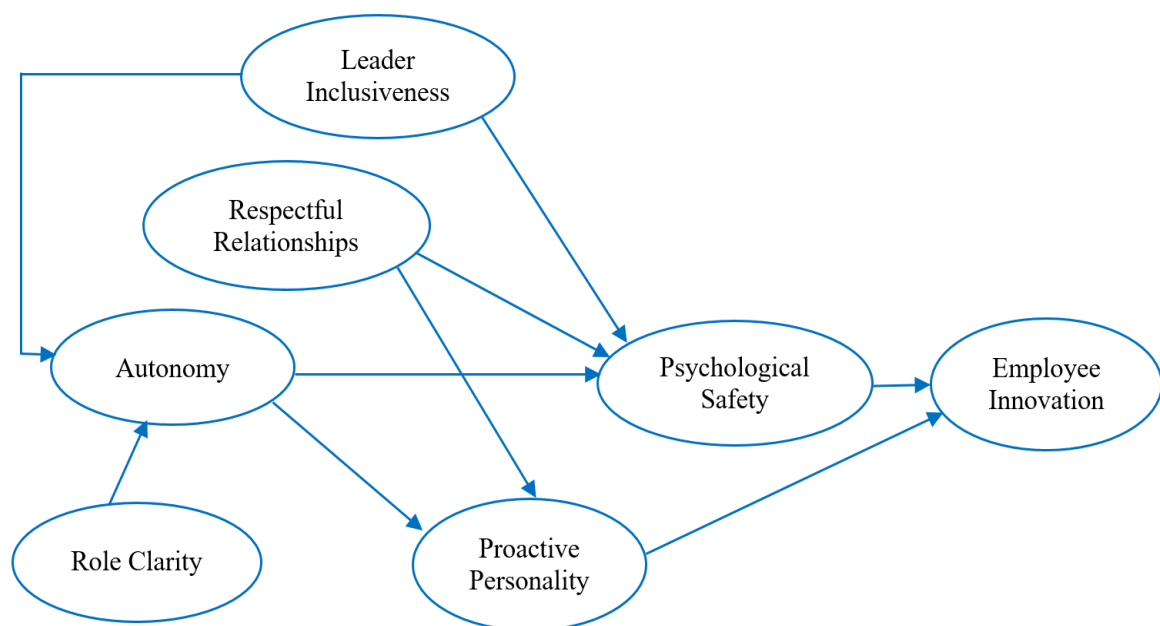 Leader
Inclusiveness
Respectful
Relationships
Autonomy
Psychological
Safety
Employee
Innovation
Role Clarity
Proactive
Personality